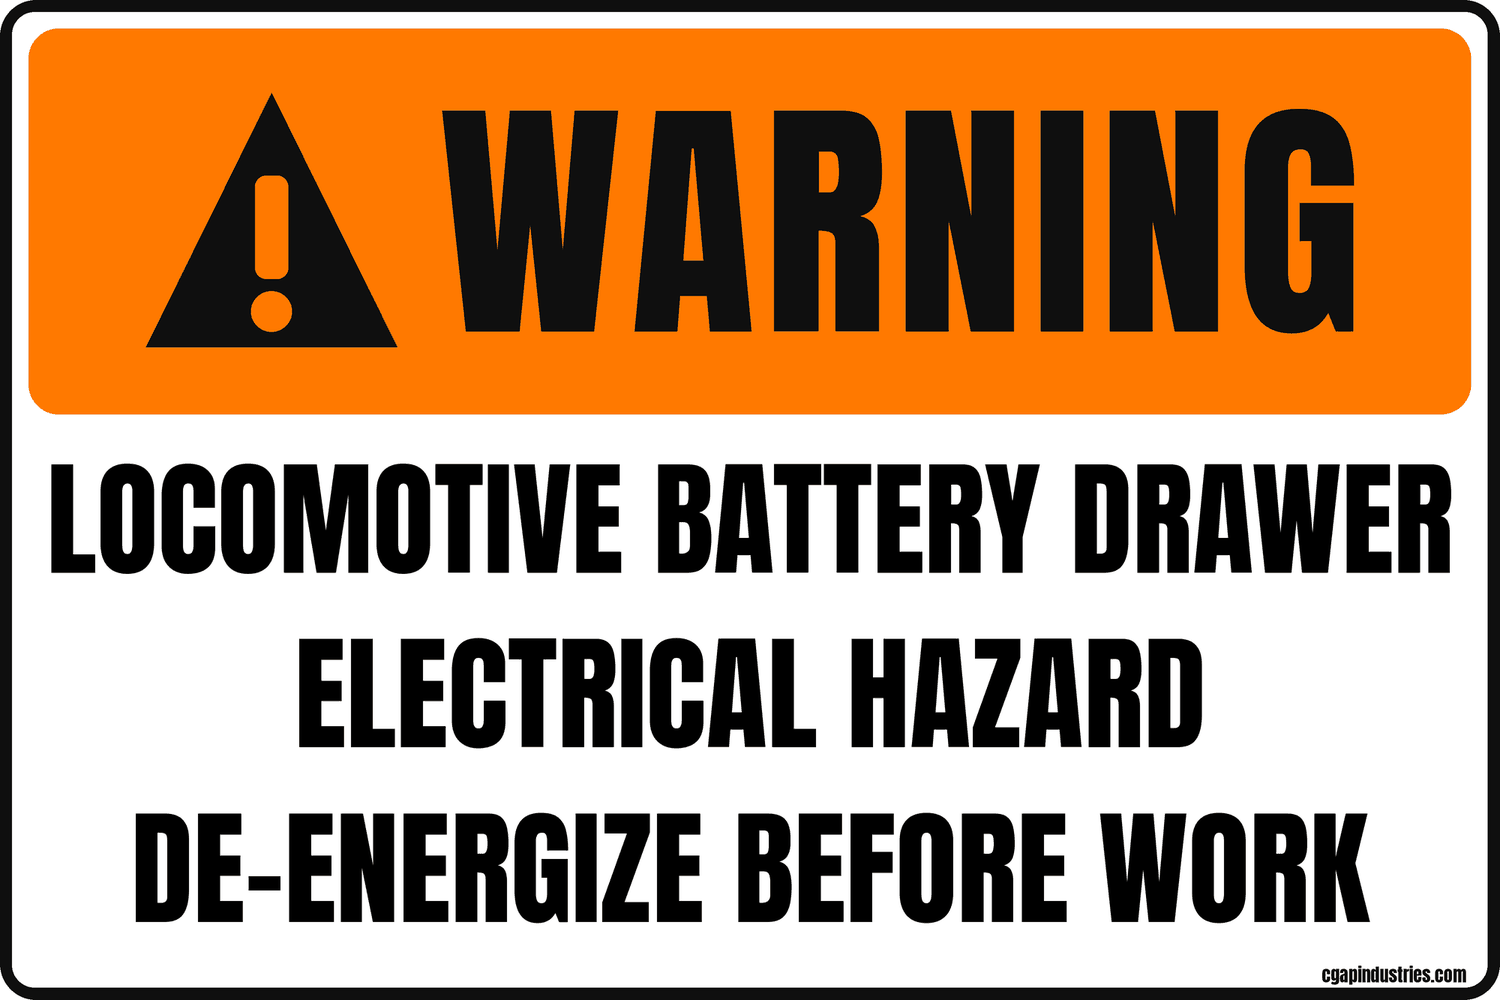 WARNING
LOCOMOTIVE BATTERY DRAWER
ELECTRICAL HAZARD
DE-ENERGIZE BEFORE WORK
cgapindustries.com